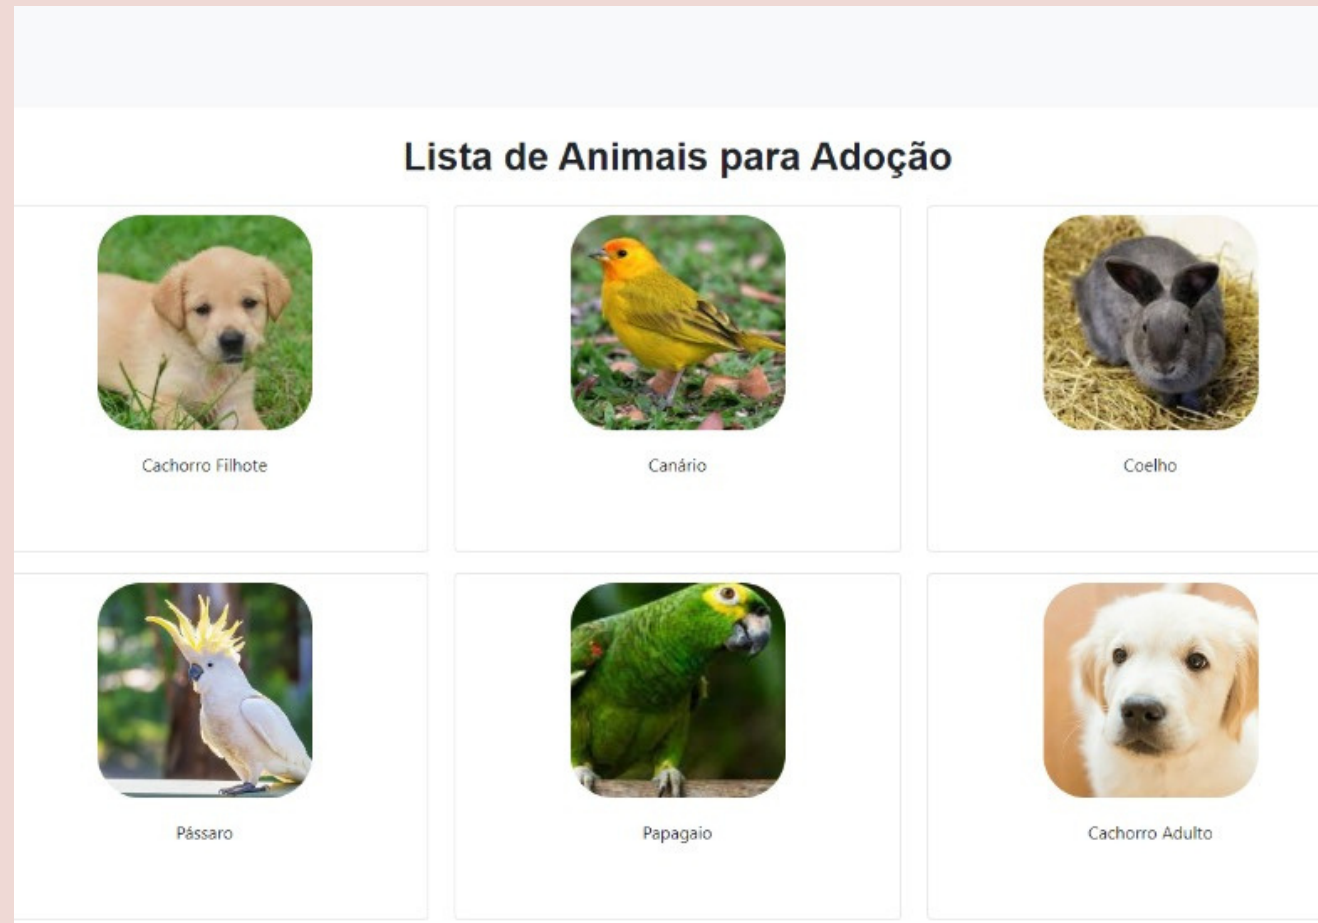 Lista de Animais para Adoção
Cachorro Filhote
Canário
Coelho
Pássaro
Papagaio
Cachorro Adulto